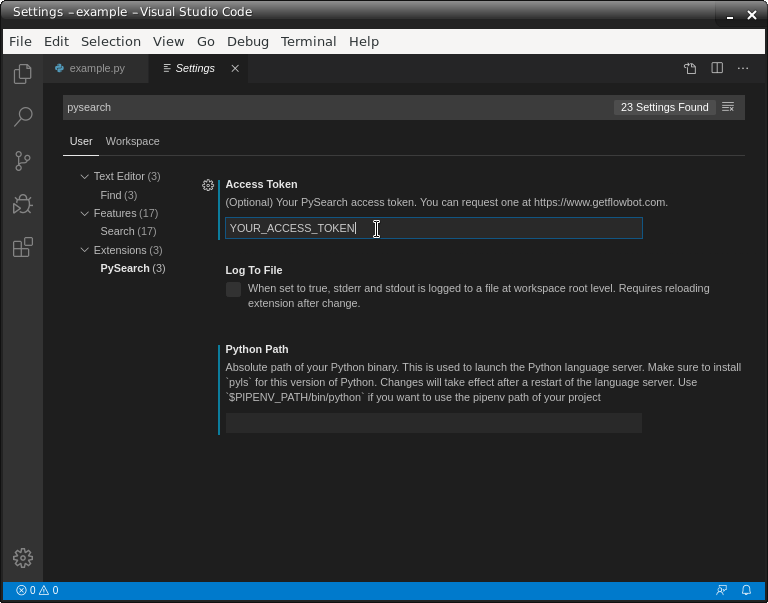 Settings – example – Visual Studio Code
File Edit Selection View Go Debug Terminal Help
example.py Settings
pysearch 23 Settings Found
User Workspace
Text Editor (3)
Find (3)
Features (17)
Search (17)
Extensions (3)
PySearch (3)
Access Token
(Optional) Your PySearch access token. You can request one at https://www.getflowbot.com.
YOUR_ACCESS_TOKEN
Log To File
When set to true, stderr and stdout is logged to a file at workspace root level. Requires reloading
extension after change.
Python Path
Absolute path of your Python binary. This is used to launch the Python language server. Make sure to install
`pyls` for this version of Python. Changes will take effect after a restart of the language server. Use
`$PIPENV_PATH/bin/python` if you want to use the pipenv path of your project
0 0